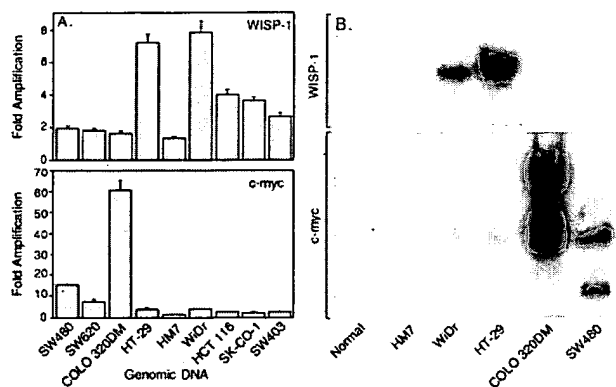 A.
WISP-1
Fold Amplification
8
6
4
2
0
c-myc
Fold Amplification
70
60
50
40
30
20
10
0
SW480
SW620
COLO 320DM
HT-29
HM7
WiDr
HCT 116
SK-CO-1
SW403
Genomic DNA
B.
WISP-1
c-myc
Normal
HM7
WiDr
HT-29
COLO 320DM
SW480